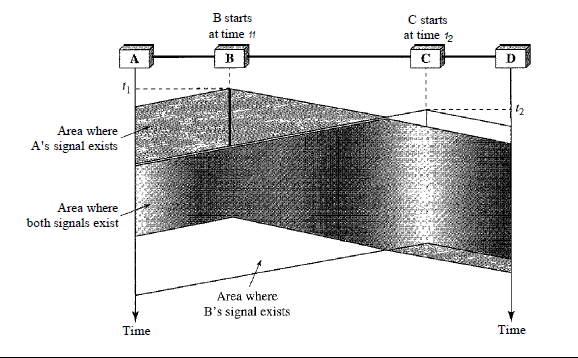 B starts
at time t1
C starts
at time t2
A
B
C
D
t1
t2
Area where
A's signal exists
Area where
both signals exist
Area where
B's signal exists
Time
Time